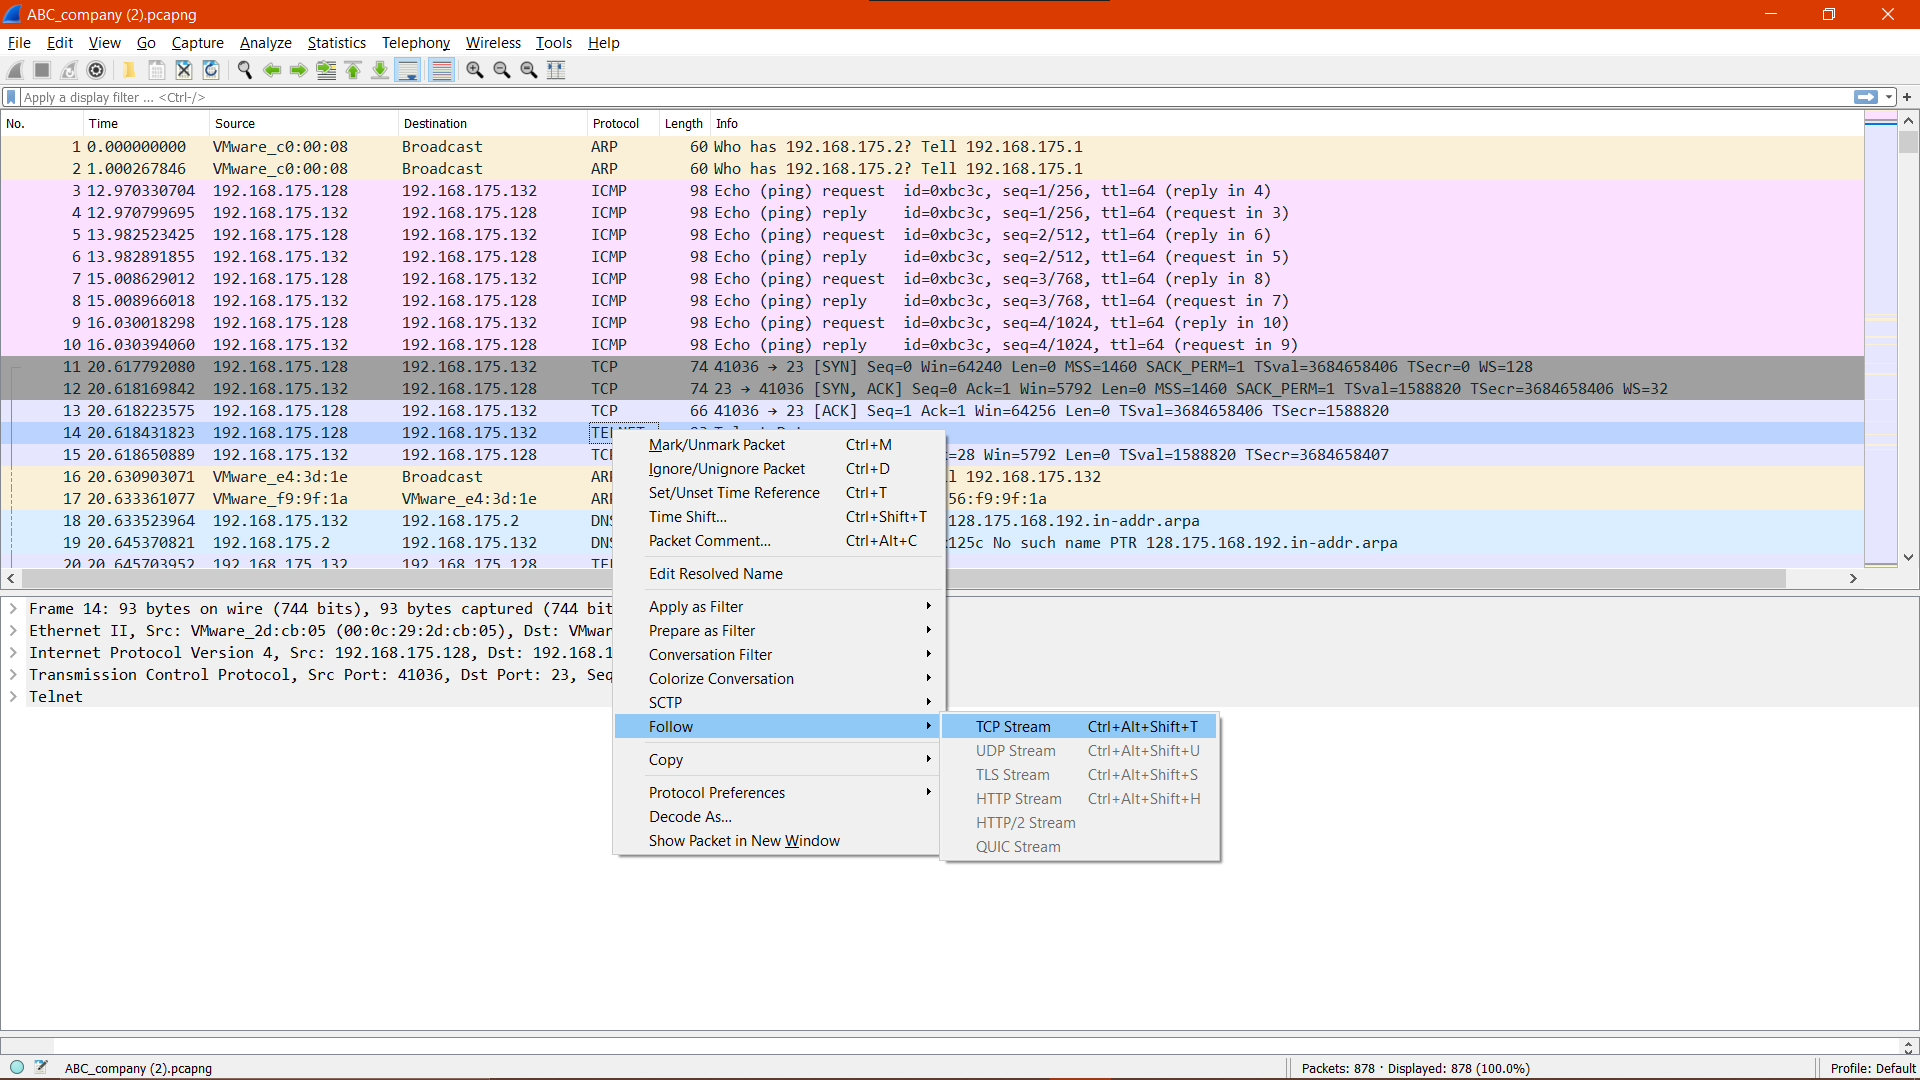 ABC_company (2).pcapng
File Edit View Go Capture Analyze Statistics Telephony Wireless Tools Help
Apply a display filter ... <Ctrl-/>
No. Time Source Destination Protocol Length Info
1 0.000000000 VMware_c0:00:08 Broadcast ARP 60 Who has 192.168.175.2? Tell 192.168.175.1
2 1.000267846 VMware_c0:00:08 Broadcast ARP 60 Who has 192.168.175.2? Tell 192.168.175.1
3 12.970330704 192.168.175.128 192.168.175.132 ICMP 98 Echo (ping) request id=0xbc3c, seq=1/256, ttl=64 (reply in 4)
4 12.970799695 192.168.175.132 192.168.175.128 ICMP 98 Echo (ping) reply id=0xbc3c, seq=1/256, ttl=64 (request in 3)
5 13.982523425 192.168.175.128 192.168.175.132 ICMP 98 Echo (ping) request id=0xbc3c, seq=2/512, ttl=64 (reply in 6)
6 13.982891855 192.168.175.132 192.168.175.128 ICMP 98 Echo (ping) reply id=0xbc3c, seq=2/512, ttl=64 (request in 5)
7 15.008629012 192.168.175.128 192.168.175.132 ICMP 98 Echo (ping) request id=0xbc3c, seq=3/768, ttl=64 (reply in 8)
8 15.008966018 192.168.175.132 192.168.175.128 ICMP 98 Echo (ping) reply id=0xbc3c, seq=3/768, ttl=64 (request in 7)
9 16.030018298 192.168.175.128 192.168.175.132 ICMP 98 Echo (ping) request id=0xbc3c, seq=4/1024, ttl=64 (reply in 10)
10 16.030394060 192.168.175.132 192.168.175.128 ICMP 98 Echo (ping) reply id=0xbc3c, seq=4/1024, ttl=64 (request in 9)
11 20.617792080 192.168.175.128 192.168.175.132 TCP 74 41036 → 23 [SYN] Seq=0 Win=64240 Len=0 MSS=1460 SACK_PERM=1 TSval=3684658406 TSecr=0 WS=128
12 20.618169842 192.168.175.132 192.168.175.128 TCP 74 23 → 41036 [SYN, ACK] Seq=0 Ack=1 Win=5792 Len=0 MSS=1460 SACK_PERM=1 TSval=1588820 TSecr=3684658406 WS=32
13 20.618223575 192.168.175.128 192.168.175.132 TCP 66 41036 → 23 [ACK] Seq=1 Ack=1 Win=64256 Len=0 TSval=3684658406 TSecr=1588820
14 20.618431823 192.168.175.128 192.168.175.132
15 20.618650889 192.168.175.132 192.168.175.128 =28 Win=5792 Len=0 TSval=1588820 TSecr=3684658407
16 20.630903071 VMware_e4:3d:1e Broadcast 192.168.175.132
17 20.633361077 VMware_f9:9f:1a VMware_e4:3d:1e 56:f9:9f:1a
18 20.633523964 192.168.175.132 192.168.175.2 128.175.168.192.in-addr.arpa
19 20.645370821 192.168.175.2 192.168.175.132 125c No such name PTR 128.175.168.192.in-addr.arpa
20 20.645703952 192.168.175.132 192.168.175.128
Mark/Unmark Packet Ctrl+M
Ignore/Unignore Packet Ctrl+D
Set/Unset Time Reference Ctrl+T
Time Shift... Ctrl+Shift+T
Packet Comment... Ctrl+Alt+C
Edit Resolved Name
Apply as Filter
Prepare as Filter
Conversation Filter
Colorize Conversation
SCTP
Follow
Copy
Protocol Preferences
Decode As...
Show Packet in New Window
TCP Stream Ctrl+Alt+Shift+T
UDP Stream Ctrl+Alt+Shift+U
TLS Stream Ctrl+Alt+Shift+S
HTTP Stream Ctrl+Alt+Shift+H
HTTP/2 Stream
QUIC Stream
Frame 14: 93 bytes on wire (744 bits), 93 bytes captured (744 bit
Ethernet II, Src: VMware_2d:cb:05 (00:0c:29:2d:cb:05), Dst: VMwar
Internet Protocol Version 4, Src: 192.168.175.128, Dst: 192.168.1
Transmission Control Protocol, Src Port: 41036, Dst Port: 23, Seq
Telnet
ABC_company (2).pcapng
Packets: 878 · Displayed: 878 (100.0%)
Profile: Default